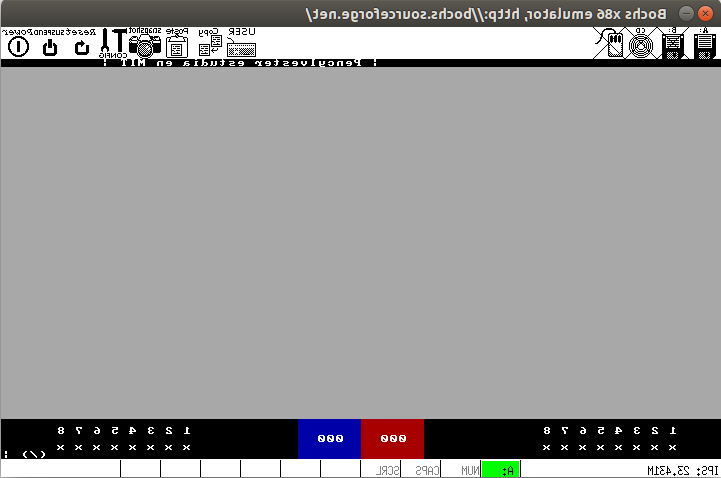 Bochs x86 emulator, http://bochs.sourceforge.net/
A: B: CD USER Copy Paste snapshot CONFIG Reset SUSPEND Power
| Pencylvester estudia en MIT |
8 7 6 5 4 3 2 1 000 000 1 2 3 4 5 6 7 8
x x x x x x x x x x x x x x x x (\) |
IPS: 23.431M A: NUM CAPS SCRL